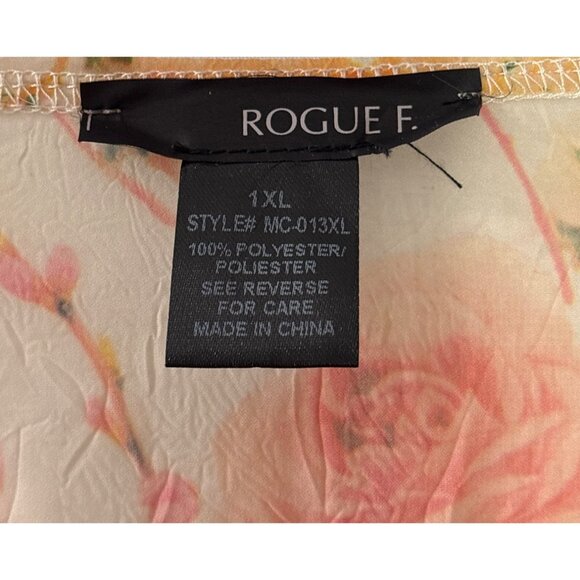 ROGUE F.
1XL
STYLE# MC-013XL
100% POLYESTER/
POLIESTER
SEE REVERSE
FOR CARE
MADE IN CHINA